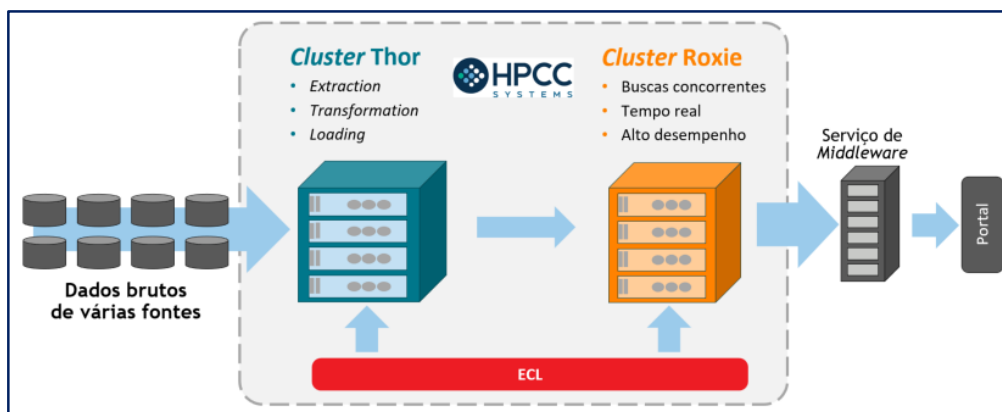 Cluster Thor
• Extraction
• Transformation
• Loading
HPCC
SYSTEMS
Cluster Roxie
• Buscas concorrentes
• Tempo real
• Alto desempenho
Serviço de
Middleware
Portal
Dados brutos
de várias fontes
ECL